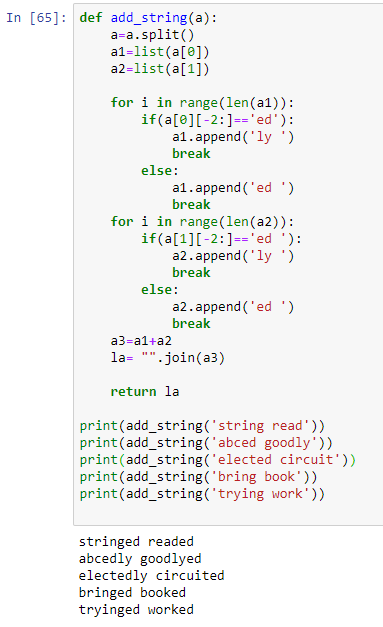 In [65]: def add_string(a):
    a=a.split()
    a1=list(a[0])
    a2=list(a[1])

    for i in range(len(a1)):
        if(a[0][-2:]=='ed'):
            a1.append('ly ')
            break
        else:
            a1.append('ed ')
            break
    for i in range(len(a2)):
        if(a[1][-2:]=='ed '):
            a2.append('ly ')
            break
        else:
            a2.append('ed ')
            break
    a3=a1+a2
    la= "".join(a3)

    return la

print(add_string('string read'))
print(add_string('abced goodly'))
print(add_string('elected circuit'))
print(add_string('bring book'))
print(add_string('trying work'))

stringed readed
abcedly goodlyed
electedly circuited
bringed booked
tryinged worked